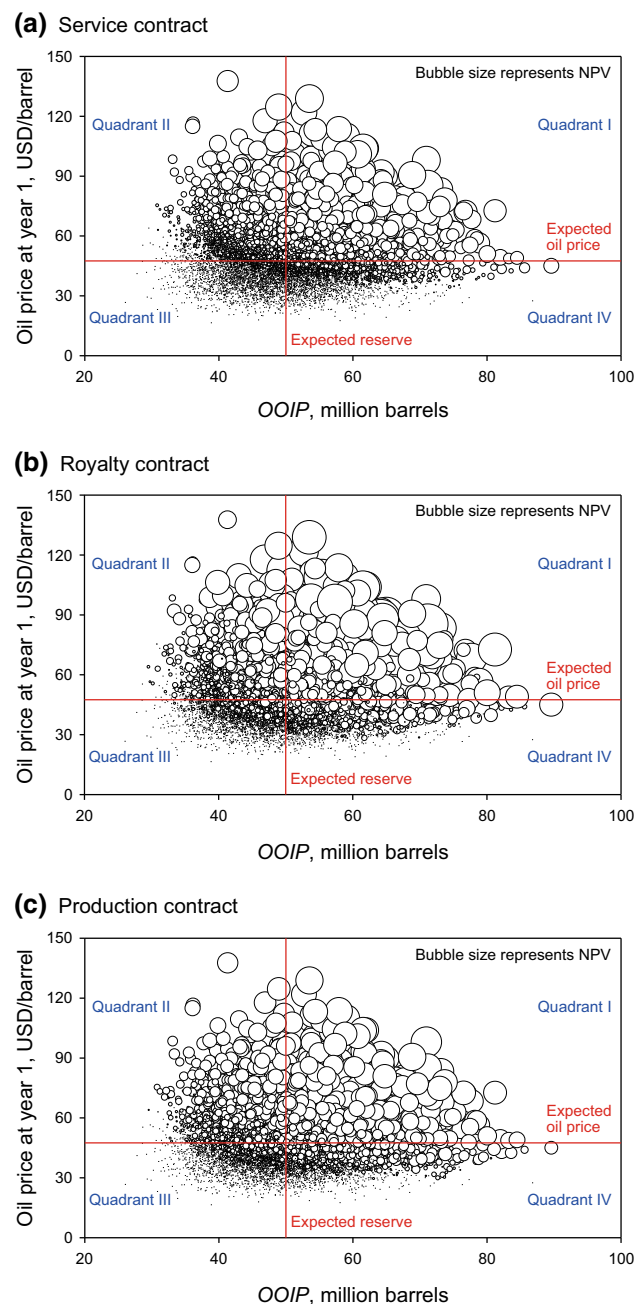 (a) Service contract
Bubble size represents NPV
Quadrant II
Quadrant I
Expected
oil price
Quadrant III
Quadrant IV
Expected reserve
Oil price at year 1, USD/barrel
150
120
90
60
30
0
20
40
60
80
100
OOIP, million barrels
(b) Royalty contract
Bubble size represents NPV
Quadrant II
Quadrant I
Expected
oil price
Quadrant III
Quadrant IV
Expected reserve
Oil price at year 1, USD/barrel
150
120
90
60
30
0
20
40
60
80
100
OOIP, million barrels
(c) Production contract
Bubble size represents NPV
Quadrant II
Quadrant I
Expected
oil price
Quadrant III
Quadrant IV
Expected reserve
Oil price at year 1, USD/barrel
150
120
90
60
30
0
20
40
60
80
100
OOIP, million barrels